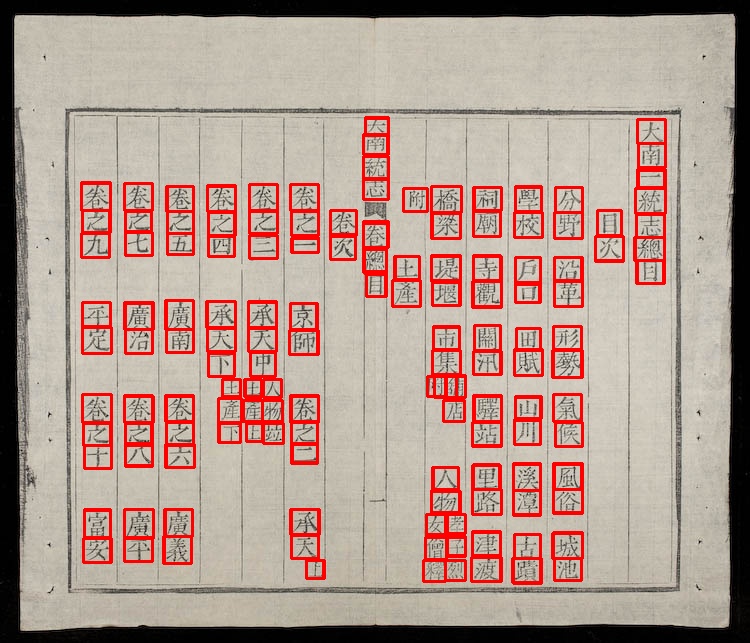 大南一統志總目
目次
分野 沿革 形勢 氣候 風俗 城池
學校 戶口 田賦 山川 溪潭 古蹟
祠廟 寺觀 關汛 驛站 里路 津渡
橋梁 堤堰 市集 街店村 人物 孝子烈女僧釋
附 土產
大南統志 卷總目 一
卷次
卷之一 京師 卷之二 承天上
卷之三 承天中 人物竝土產上
卷之四 承天下 土產下
卷之五 廣南 卷之六 廣義
卷之七 廣治 卷之八 廣平
卷之九 平定 卷之十 富安